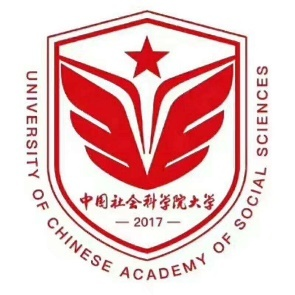 中国社会科学院大学
— 2017 —
UNIVERSITY OF CHINESE ACADEMY OF SOCIAL SCIENCES